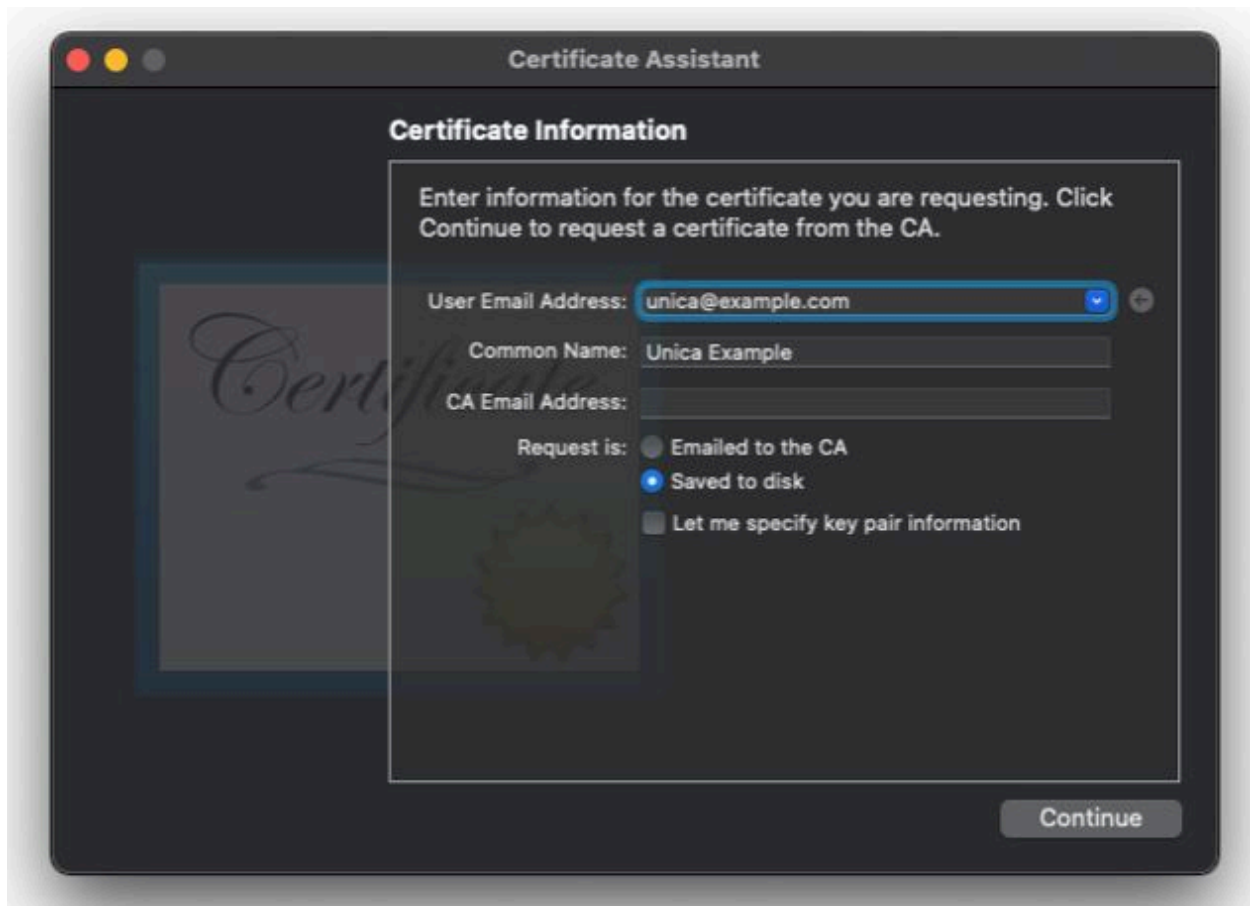 Certificate Assistant
Certificate Information
Enter information for the certificate you are requesting. Click
Continue to request a certificate from the CA.
User Email Address: unica@example.com
Common Name: Unica Example
CA Email Address:
Request is: Emailed to the CA
Saved to disk
Let me specify key pair information
Certificate
Continue